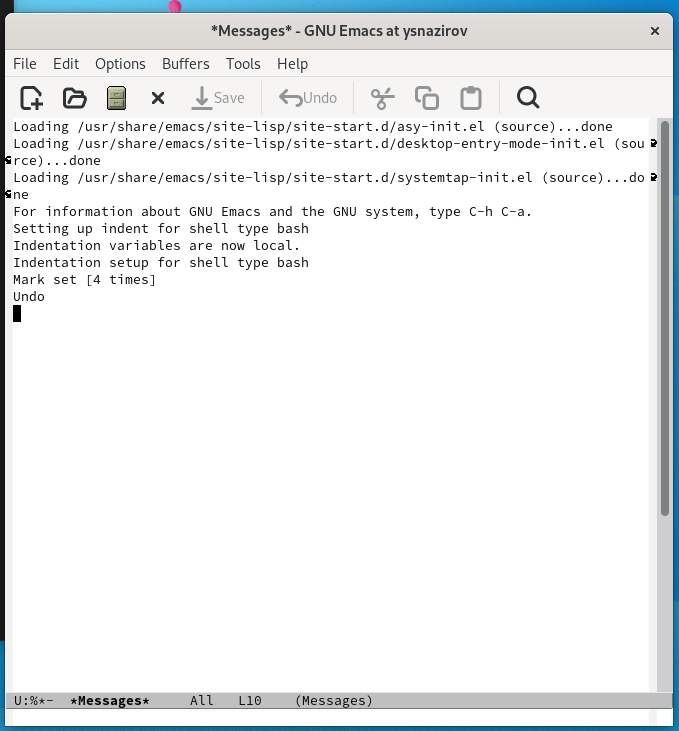 *Messages* - GNU Emacs at ysnazirov
File Edit Options Buffers Tools Help
Save Undo
Loading /usr/share/emacs/site-lisp/site-start.d/asy-init.el (source)...done
Loading /usr/share/emacs/site-lisp/site-start.d/desktop-entry-mode-init.el (sou
rce)...done
Loading /usr/share/emacs/site-lisp/site-start.d/systemtap-init.el (source)...do
ne
For information about GNU Emacs and the GNU system, type C-h C-a.
Setting up indent for shell type bash
Indentation variables are now local.
Indentation setup for shell type bash
Mark set [4 times]
Undo
U:%*- *Messages* All L10 (Messages)